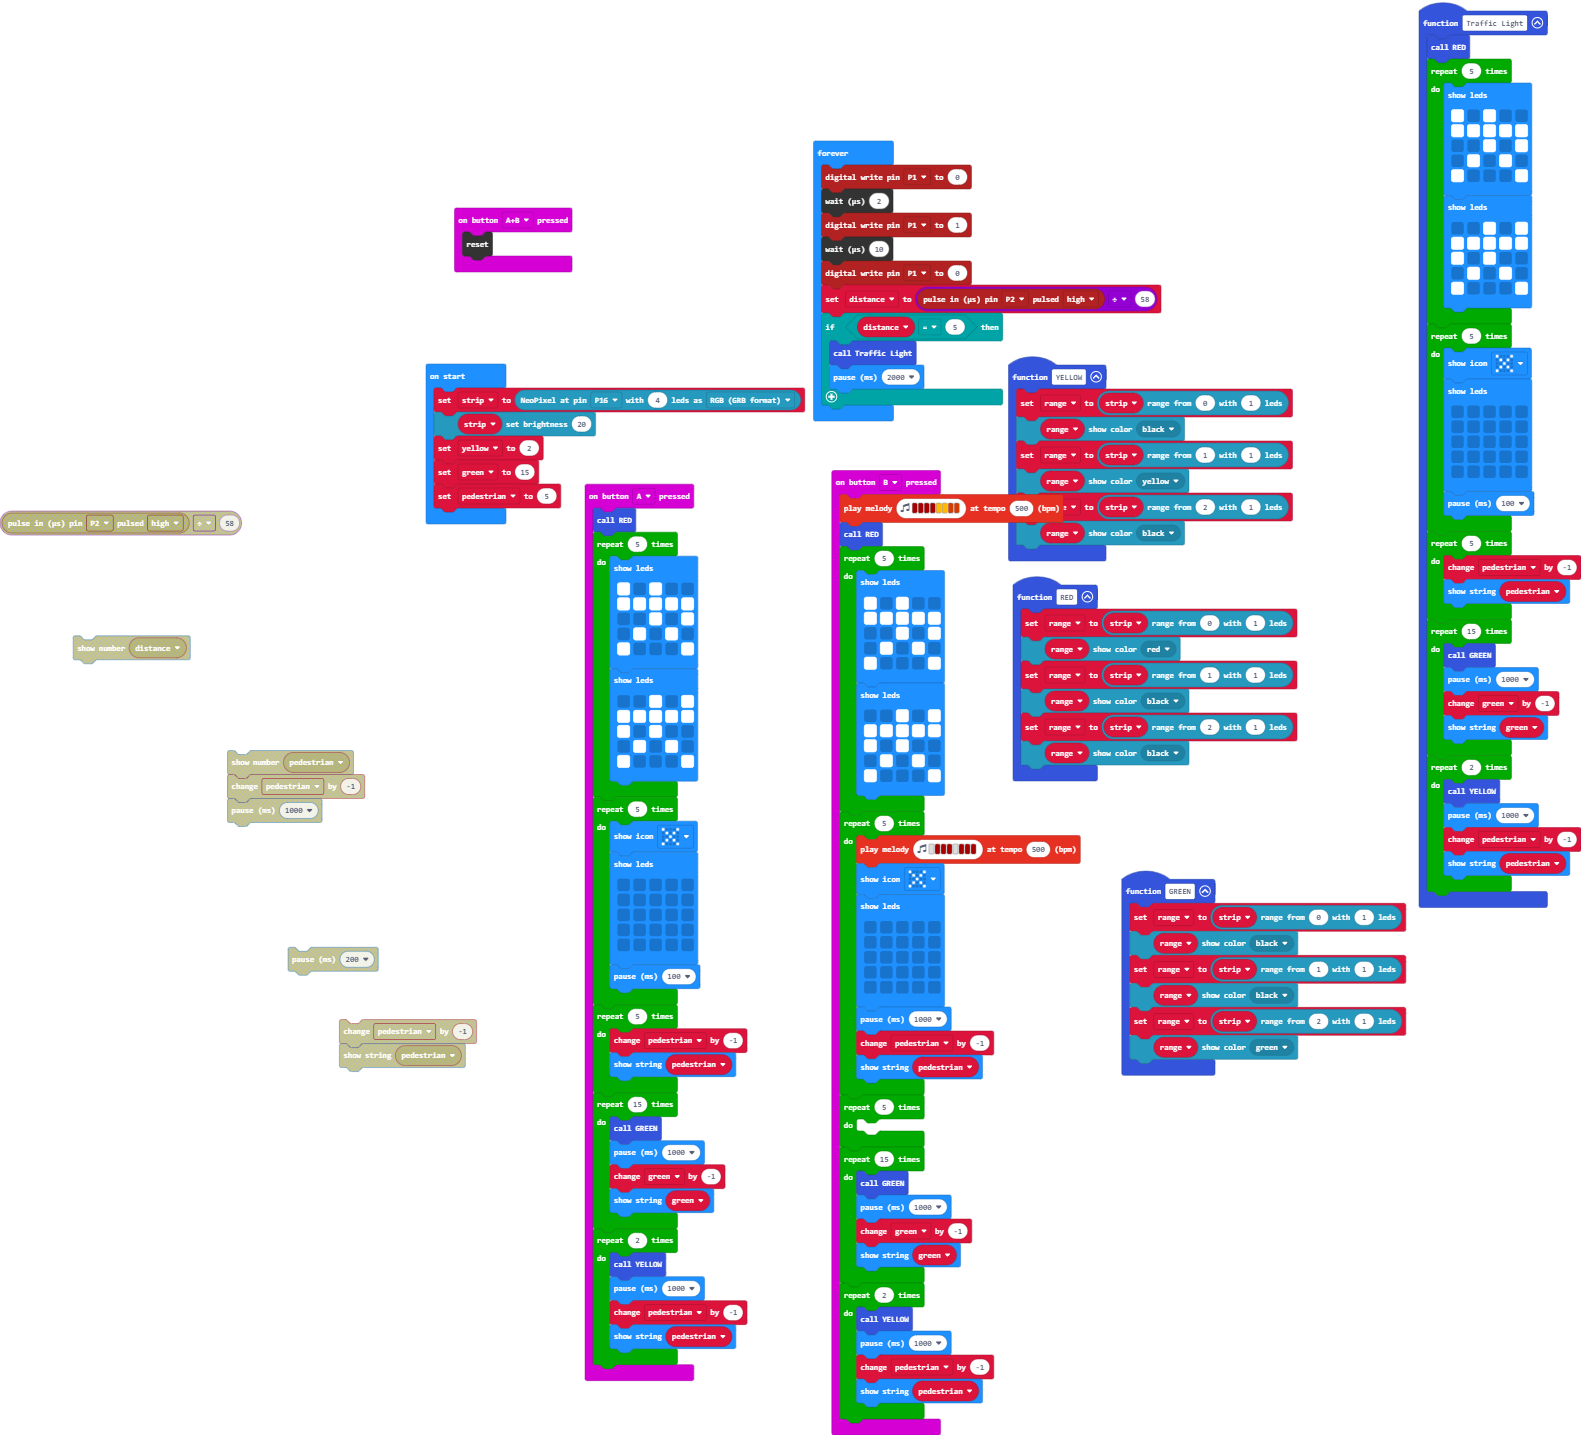 function Traffic Light
call RED
repeat 5 times
do
show leds
show leds
repeat 5 times
do
show icon
show leds
pause (ms) 100
repeat 5 times
do
change pedestrian by -1
show string pedestrian
repeat 15 times
do
call GREEN
pause (ms) 1000
change green by -1
show string green
repeat 2 times
do
call YELLOW
pause (ms) 1000
change pedestrian by -1
show string pedestrian
forever
digital write pin P1 to 0
wait (µs) 2
digital write pin P1 to 1
wait (µs) 10
digital write pin P1 to 0
set distance to pulse in (µs) pin P2 pulsed high ÷ 58
if distance = 5 then
call Traffic Light
pause (ms) 2000
on button A+B pressed
reset
on start
set strip to NeoPixel at pin P16 with 4 leds as RGB (GRB format)
strip set brightness 20
set yellow to 2
set green to 15
set pedestrian to 5
function YELLOW
set range to strip range from 0 with 1 leds
range show color black
set range to strip range from 1 with 1 leds
range show color yellow
to strip range from 2 with 1 leds
range show color black
pulse in (µs) pin P2 pulsed high ÷ 58
show number distance
show number pedestrian
change pedestrian by -1
pause (ms) 1000
pause (ms) 200
change pedestrian by -1
show string pedestrian
on button A pressed
call RED
repeat 5 times
do
show leds
show leds
repeat 5 times
do
show icon
show leds
pause (ms) 100
repeat 5 times
do
change pedestrian by -1
show string pedestrian
repeat 15 times
do
call GREEN
pause (ms) 1000
change green by -1
show string green
repeat 2 times
do
call YELLOW
pause (ms) 1000
change pedestrian by -1
show string pedestrian
on button B pressed
play melody at tempo 500 (bpm)
call RED
repeat 5 times
do
show leds
show leds
repeat 5 times
do
play melody at tempo 500 (bpm)
show icon
show leds
pause (ms) 1000
change pedestrian by -1
show string pedestrian
repeat 5 times
do
repeat 15 times
do
call GREEN
pause (ms) 1000
change green by -1
show string green
repeat 2 times
do
call YELLOW
pause (ms) 1000
change pedestrian by -1
show string pedestrian
function RED
set range to strip range from 0 with 1 leds
range show color red
set range to strip range from 1 with 1 leds
range show color black
set range to strip range from 2 with 1 leds
range show color black
function GREEN
set range to strip range from 0 with 1 leds
range show color black
set range to strip range from 1 with 1 leds
range show color black
set range to strip range from 2 with 1 leds
range show color green